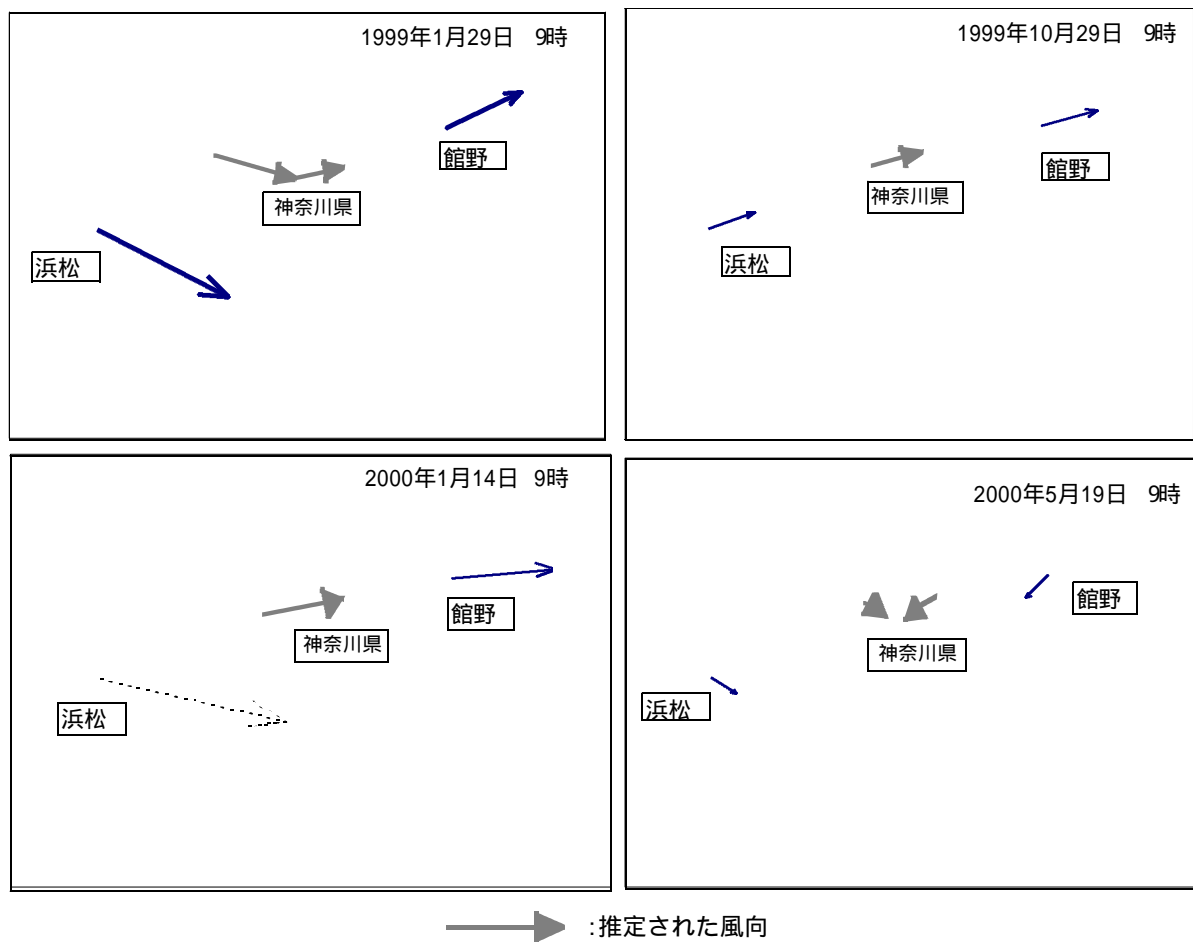 1999年1月29日 9時
館野
神奈川県
浜松
1999年10月29日 9時
館野
神奈川県
浜松
2000年1月14日 9時
館野
神奈川県
浜松
2000年5月19日 9時
館野
神奈川県
浜松
:推定された風向